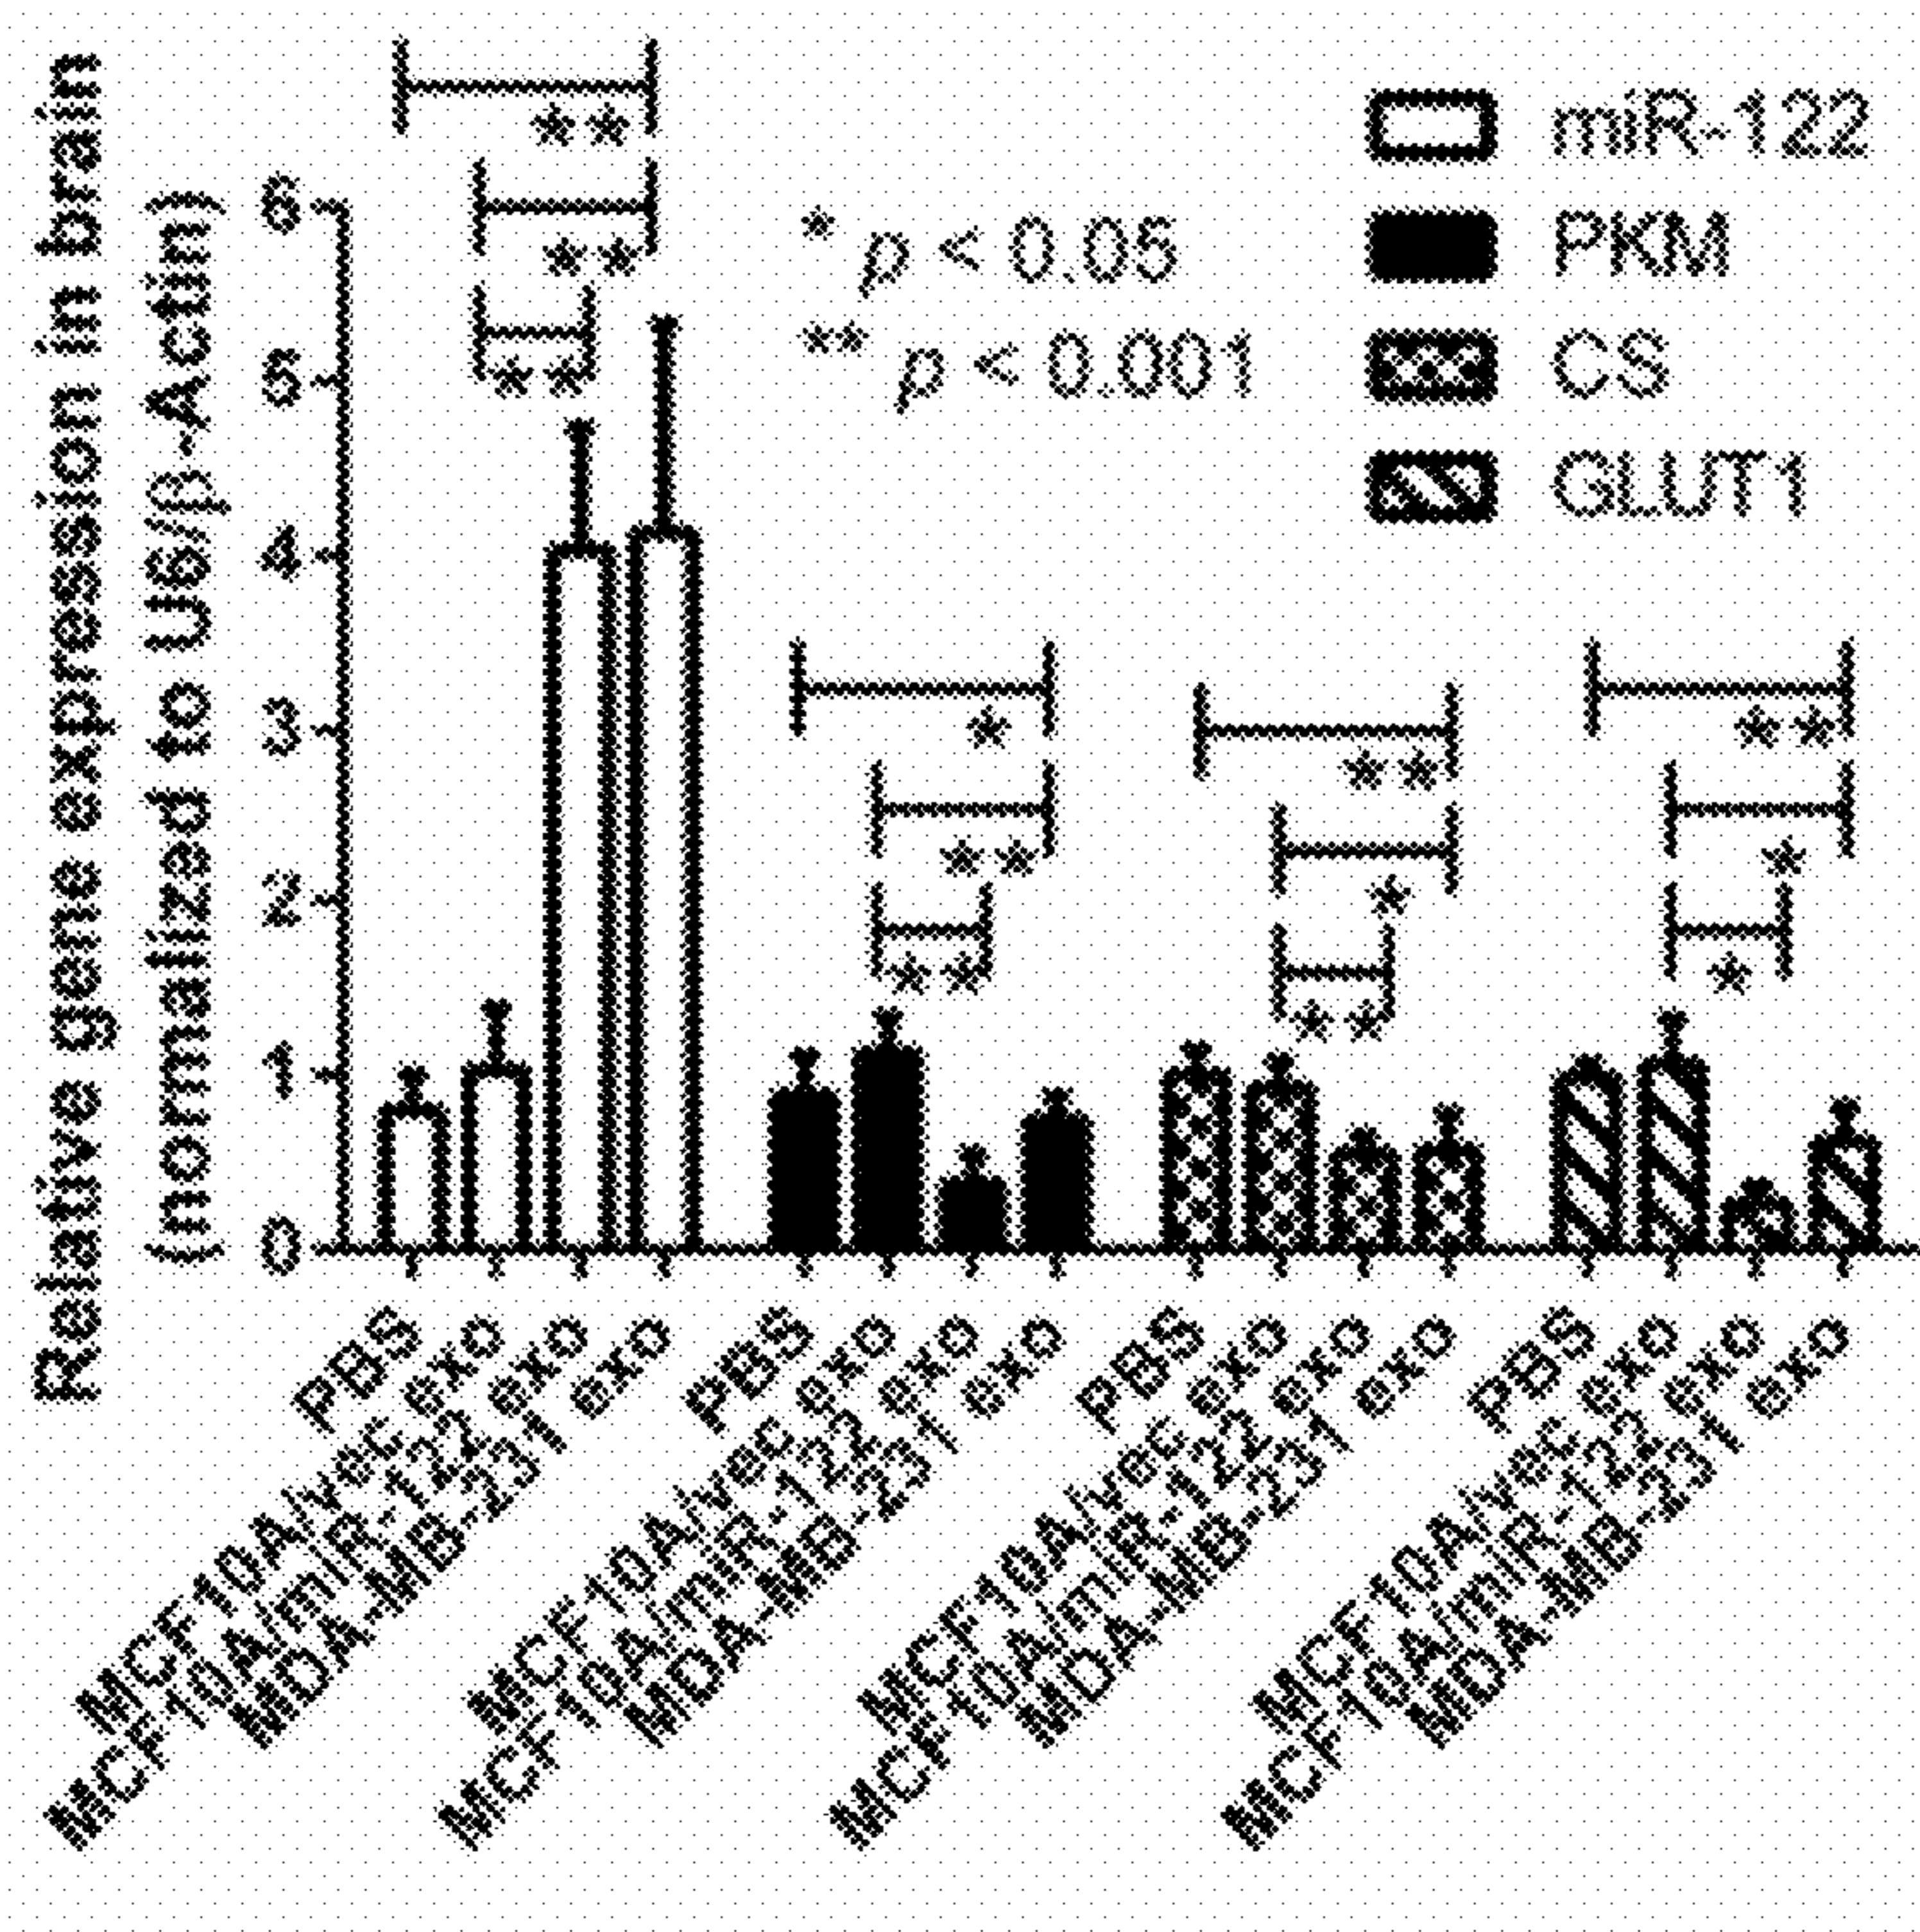 Relative gene expression in brain
(normalized to U6/β-Actin)
6
5
4
3
2
1
0
**
**
**
* p < 0.05
** p < 0.001
miR-122
PKM
CS
GLUT1
*
**
**
**
*
**
**
*
*
PBS
MCF10A/vec exo
MCF10A/miR-122 exo
MDA-MB-231 exo
PBS
MCF10A/vec exo
MCF10A/miR-122 exo
MDA-MB-231 exo
PBS
MCF10A/vec exo
MCF10A/miR-122 exo
MDA-MB-231 exo
PBS
MCF10A/vec exo
MCF10A/miR-122 exo
MDA-MB-231 exo